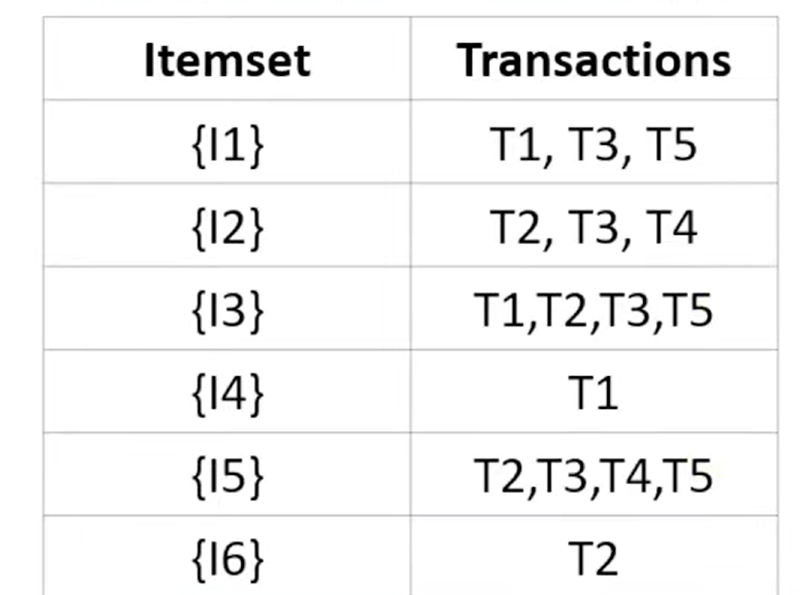 Itemset Transactions
{I1} T1, T3, T5
{I2} T2, T3, T4
{I3} T1,T2,T3,T5
{I4} T1
{I5} T2,T3,T4,T5
{I6} T2